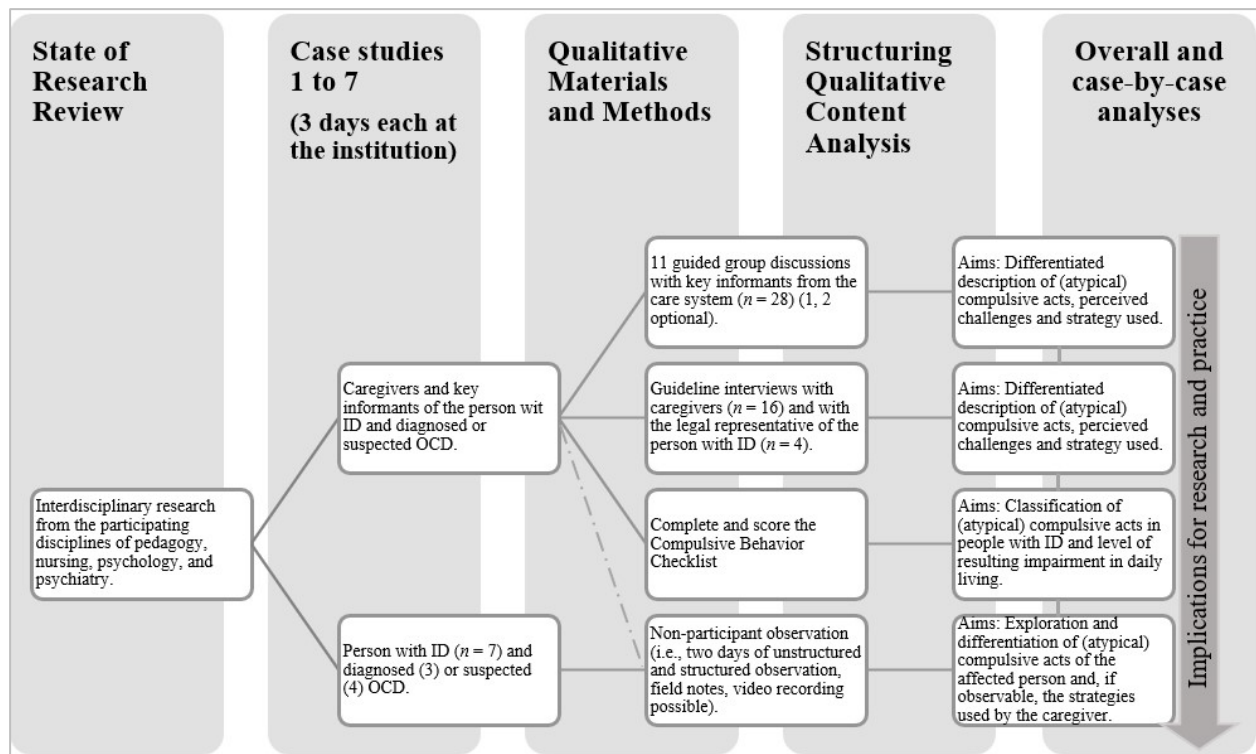 State of
Research
Review
Case studies
1 to 7
(3 days each at
the institution)
Qualitative
Materials
and Methods
Structuring
Qualitative
Content
Analysis
Overall and
case-by-case
analyses
Interdisciplinary research
from the participating
disciplines of pedagogy,
nursing, psychology, and
psychiatry.
Caregivers and key
informants of the person wit
ID and diagnosed or
suspected OCD.
Person with ID (n = 7) and
diagnosed (3) or suspected
(4) OCD.
11 guided group discussions
with key informants from the
care system (n = 28) (1, 2
optional).
Guideline interviews with
caregivers (n = 16) and with
the legal representative of the
person with ID (n = 4).
Complete and score the
Compulsive Behavior
Checklist
Non-participant observation
(i.e., two days of unstructured
and structured observation,
field notes, video recording
possible).
Aims: Differentiated
description of (atypical)
compulsive acts, perceived
challenges and strategy used.
Aims: Differentiated
description of (atypical)
compulsive acts, percieved
challenges and strategy used.
Aims: Classification of
(atypical) compulsive acts in
people with ID and level of
resulting impairment in daily
living.
Aims: Exploration and
differentiation of (atypical)
compulsive acts of the
affected person and, if
observable, the strategies
used by the caregiver.
Implications for research and practice